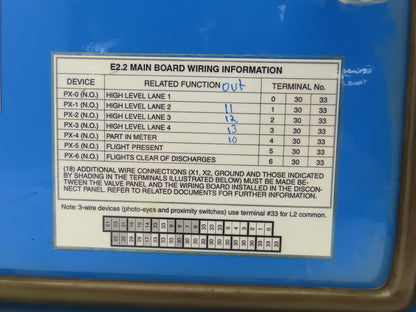 E2.2 MAIN BOARD WIRING INFORMATION
DEVICE RELATED FUNCTION out TERMINAL No.
PX-0 (N.O.) HIGH LEVEL LANE 1 0 30 33
PX-1 (N.O.) HIGH LEVEL LANE 2 11 1 30 33
PX-2 (N.O.) HIGH LEVEL LANE 3 12 2 30 33
PX-3 (N.O.) HIGH LEVEL LANE 4 13 3 30 33
PX-4 (N.O.) PART IN METER 10 4 30 33
PX-5 (N.O.) FLIGHT PRESENT 5 30 33
PX-6 (N.O.) FLIGHTS CLEAR OF DISCHARGES 6 30 33
(18) ADDITIONAL WIRE CONNECTIONS (X1, X2, GROUND AND THOSE INDICATED
BY SHADING IN THE TERMINALS ILLUSTRATED BELOW) MUST BE MADE BE-
TWEEN THE VALVE PANEL AND THE WIRING BOARD INSTALLED IN THE DISCON-
NECT PANEL. REFER TO RELATED DOCUMENTS FOR FURTHER INFORMATION.
Note: 3-wire devices (photo-eyes and proximity switches) use terminal #33 for L2 common.